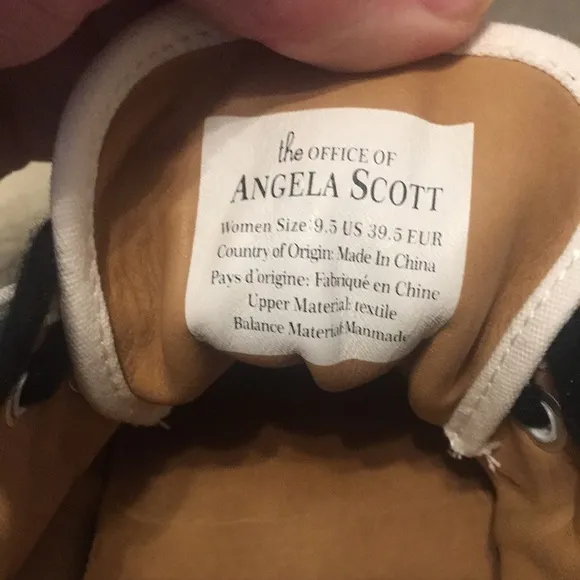 the OFFICE OF
ANGELA SCOTT
Women Size: 9.5 US 39.5 EUR
Country of Origin: Made In China
Pays d'origine: Fabriqué en Chine
Upper Material: textile
Balance Material: Manmade